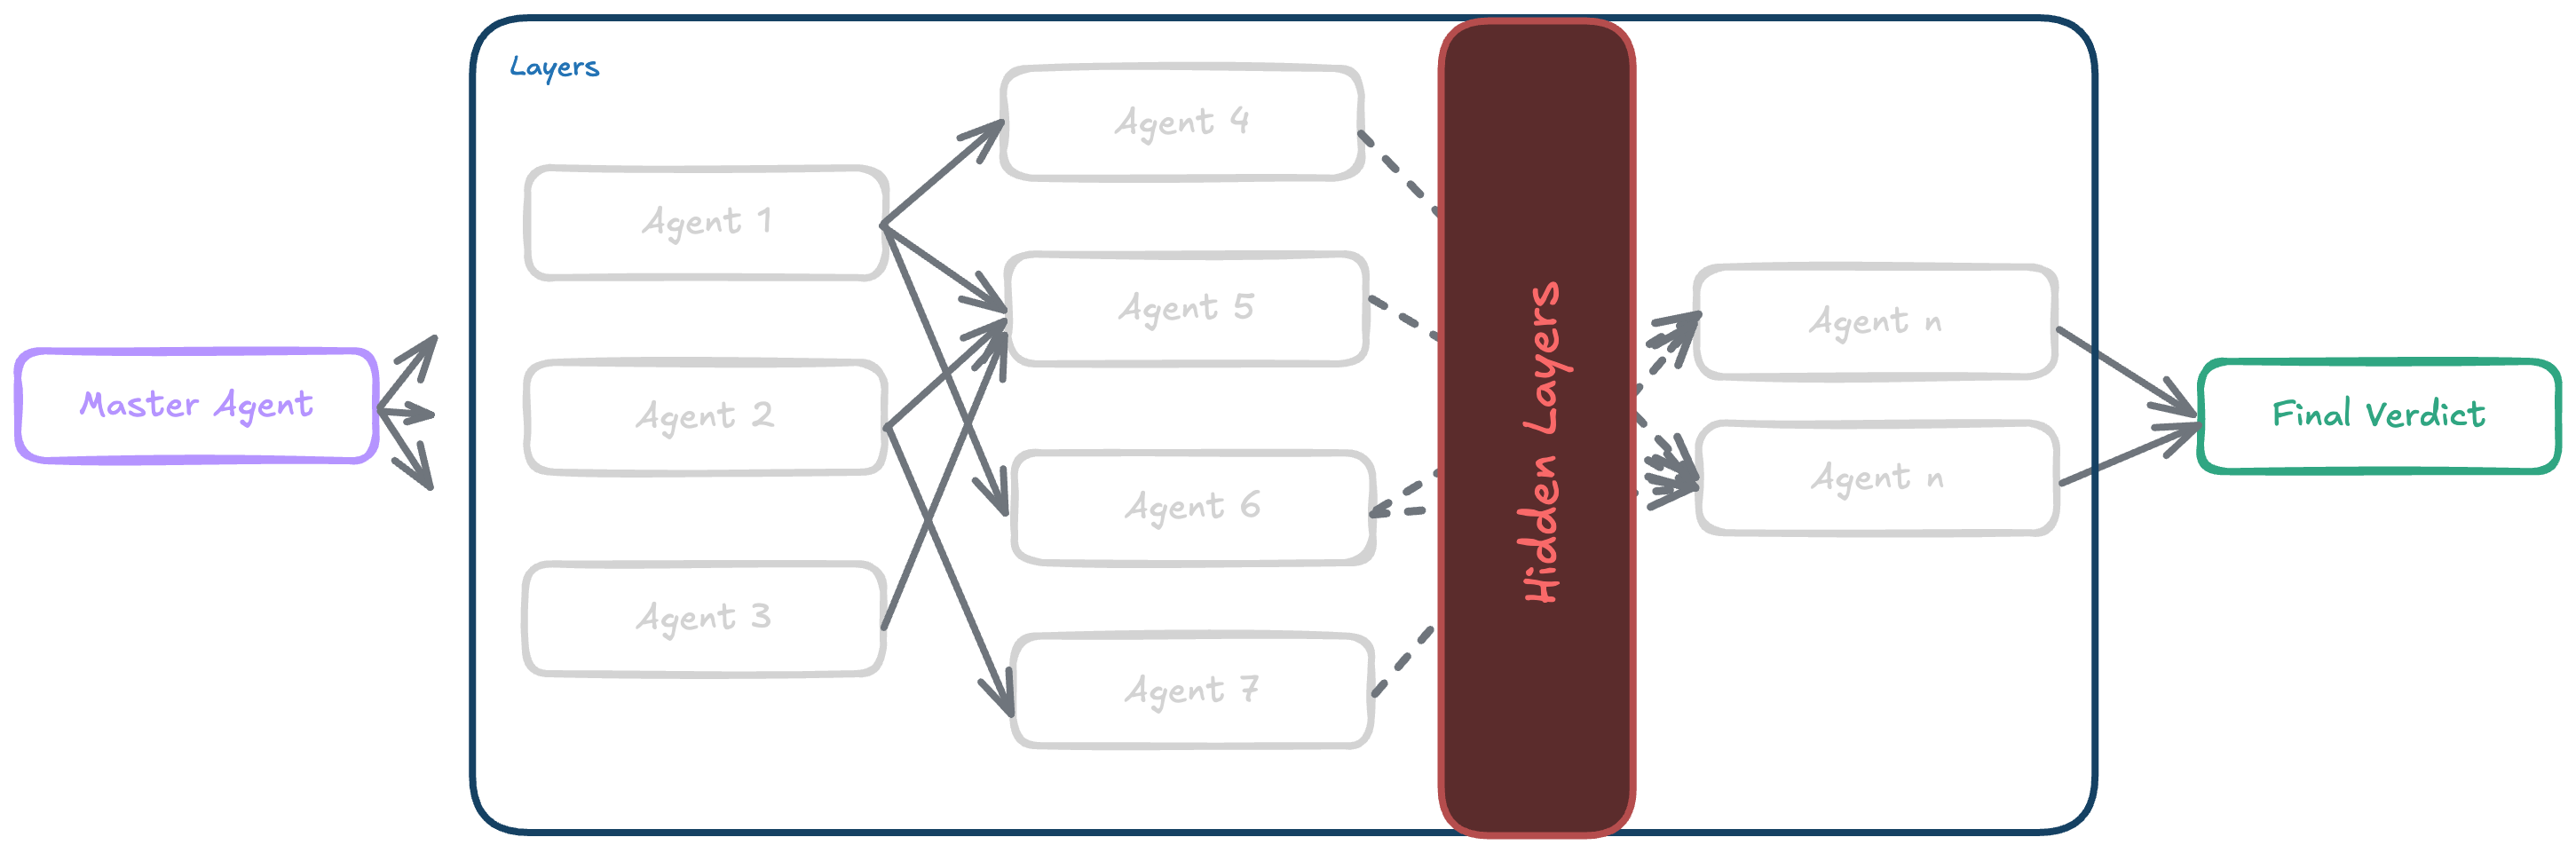 Layers
Master Agent
Agent 1
Agent 2
Agent 3
Agent 4
Agent 5
Agent 6
Agent 7
Hidden Layers
Agent n
Agent n
Final Verdict